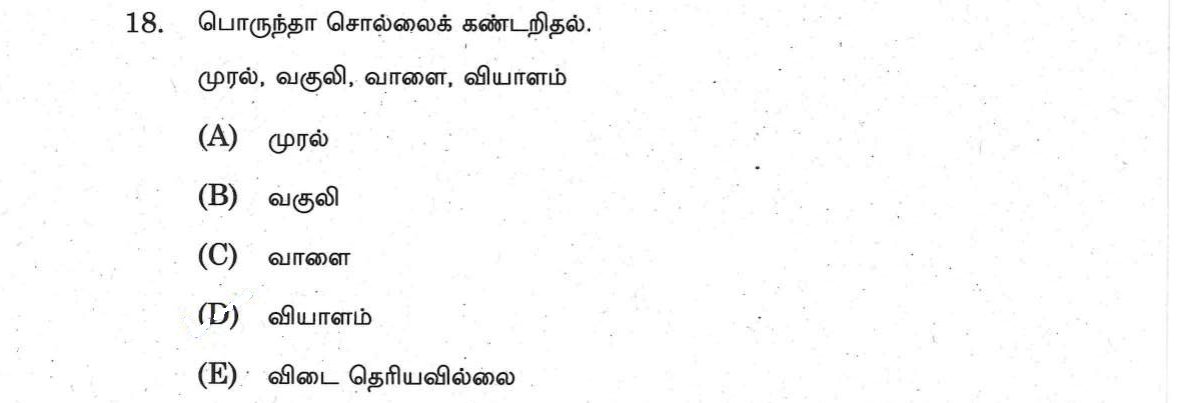 18. பொருந்தா சொல்லைக் கண்டறிதல்.
முரல், வகுலி, வாளை, வியாளம்
(A) முரல்
(B) வகுலி
(C) வாளை
(D) வியாளம்
(E) விடை தெரியவில்லை